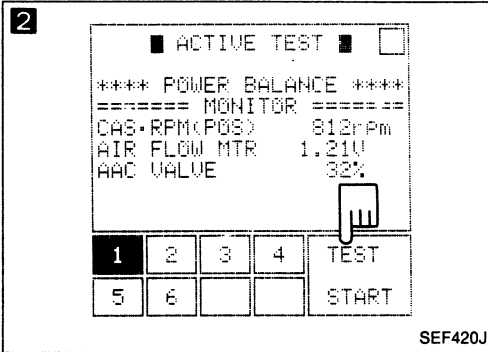 2
■ ACTIVE TEST ■
**** POWER BALANCE ****
======= MONITOR =======
CAS•RPM(POS) 812rpm
AIR FLOW MTR 1.21V
AAC VALVE 32%
1 2 3 4 TEST
5 6 START
SEF420J